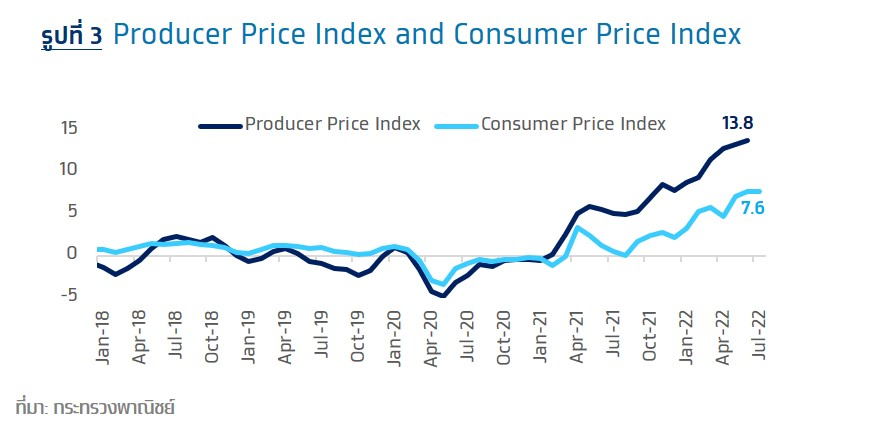 รูปที่ 3 Producer Price Index and Consumer Price Index
Producer Price Index Consumer Price Index
13.8
7.6
15
10
5
0
-5
Jan-18 Apr-18 Jul-18 Oct-18 Jan-19 Apr-19 Jul-19 Oct-19 Jan-20 Apr-20 Jul-20 Oct-20 Jan-21 Apr-21 Jul-21 Oct-21 Jan-22 Apr-22 Jul-22
ที่มา: กระทรวงพาณิชย์